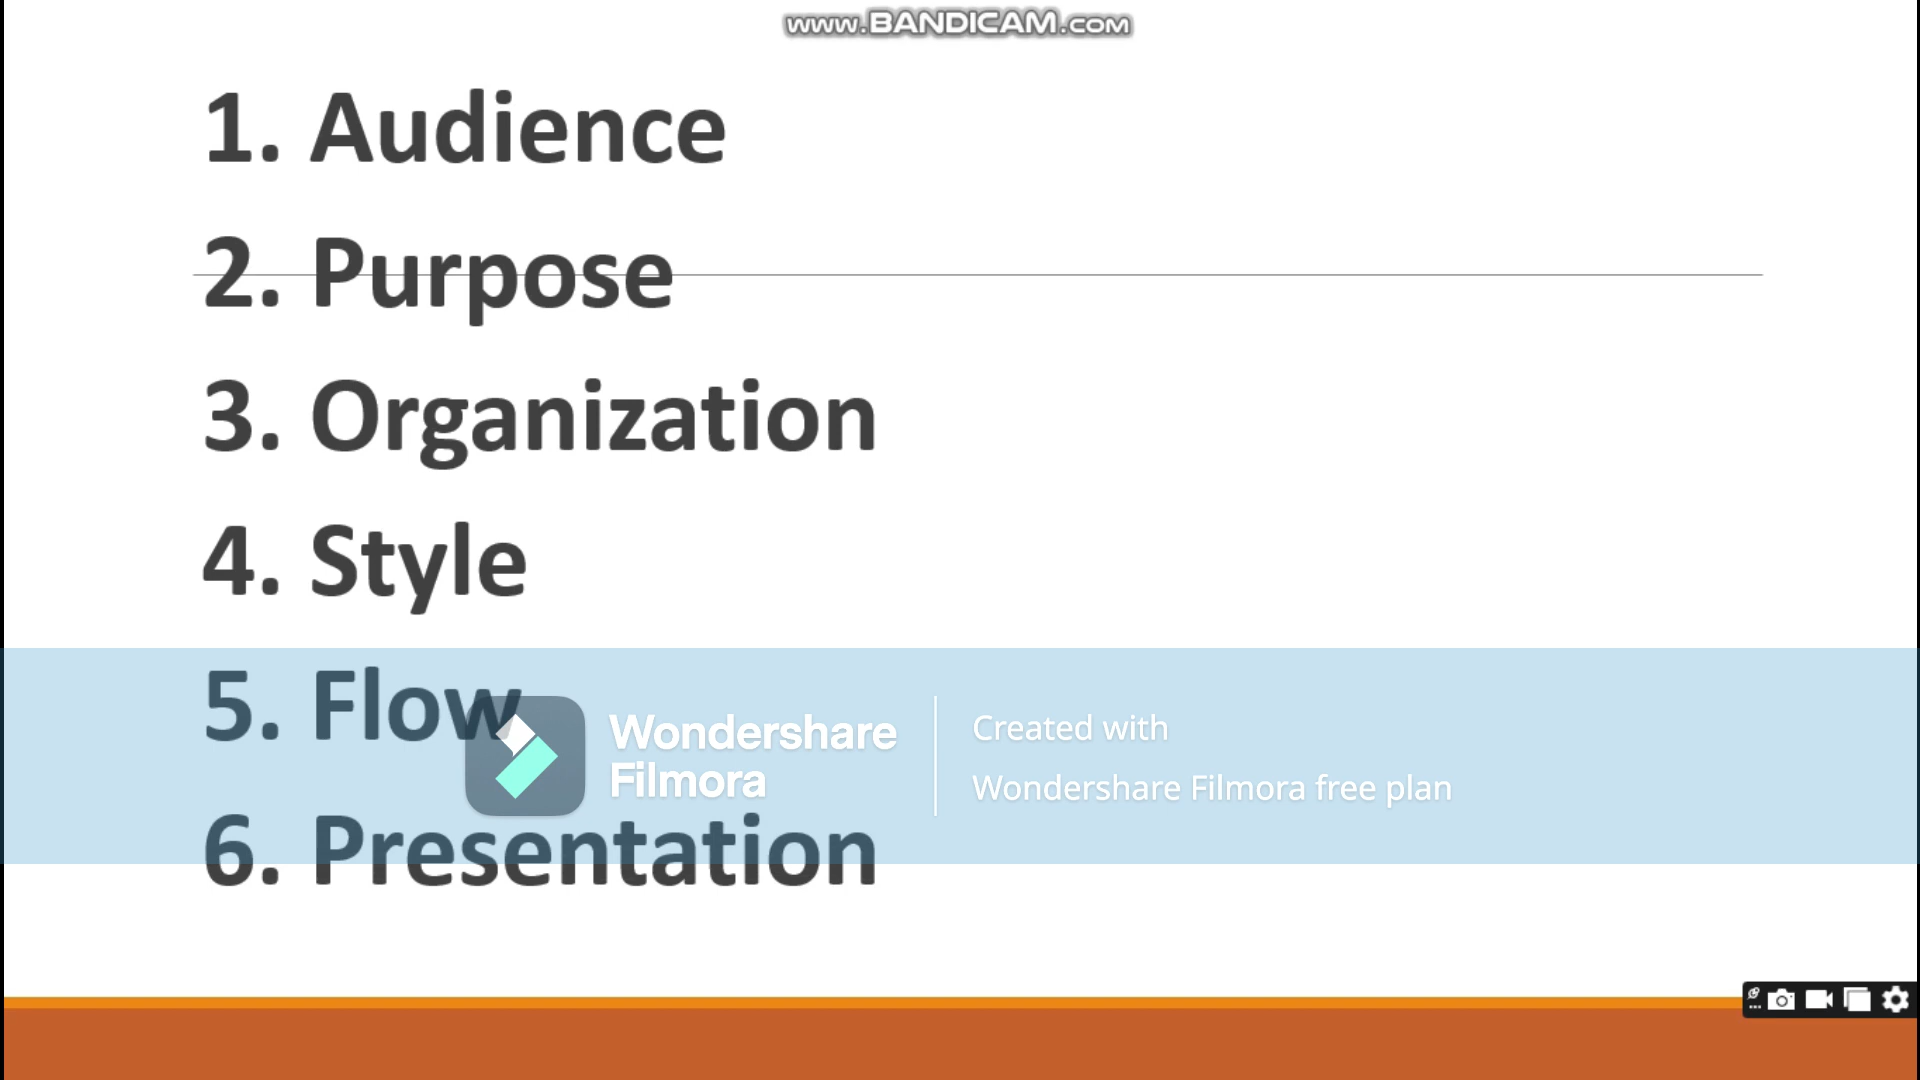 www.BANDICAM.com
1. Audience
2. Purpose
3. Organization
4. Style
5. Flow
Wondershare
Filmora
Created with
Wondershare Filmora free plan
6. Presentation